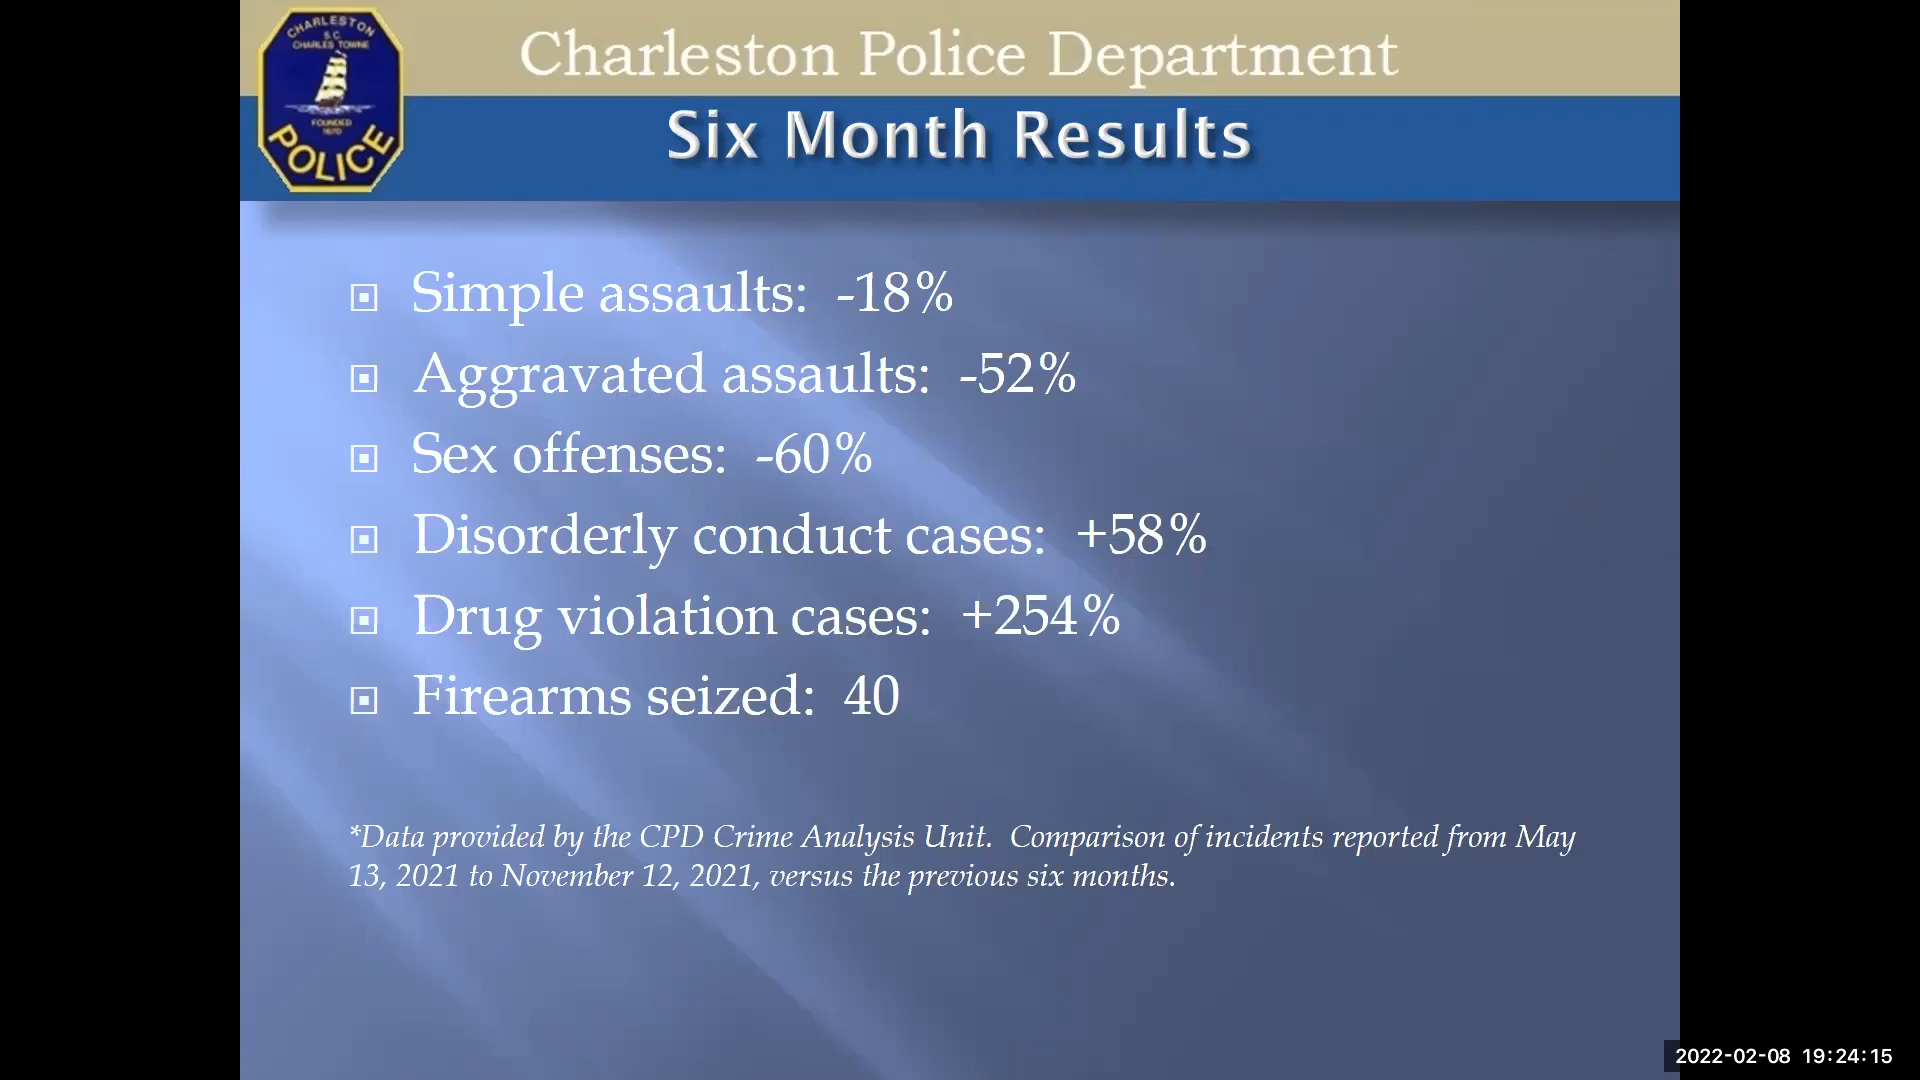 CHARLESTON
S.C.
CHARLES TOWNE
FOUNDED
1670
POLICE
Charleston Police Department
Six Month Results
Simple assaults: -18%
Aggravated assaults: -52%
Sex offenses: -60%
Disorderly conduct cases: +58%
Drug violation cases: +254%
Firearms seized: 40
*Data provided by the CPD Crime Analysis Unit. Comparison of incidents reported from May
13, 2021 to November 12, 2021, versus the previous six months.
2022-02-08 19:24:15